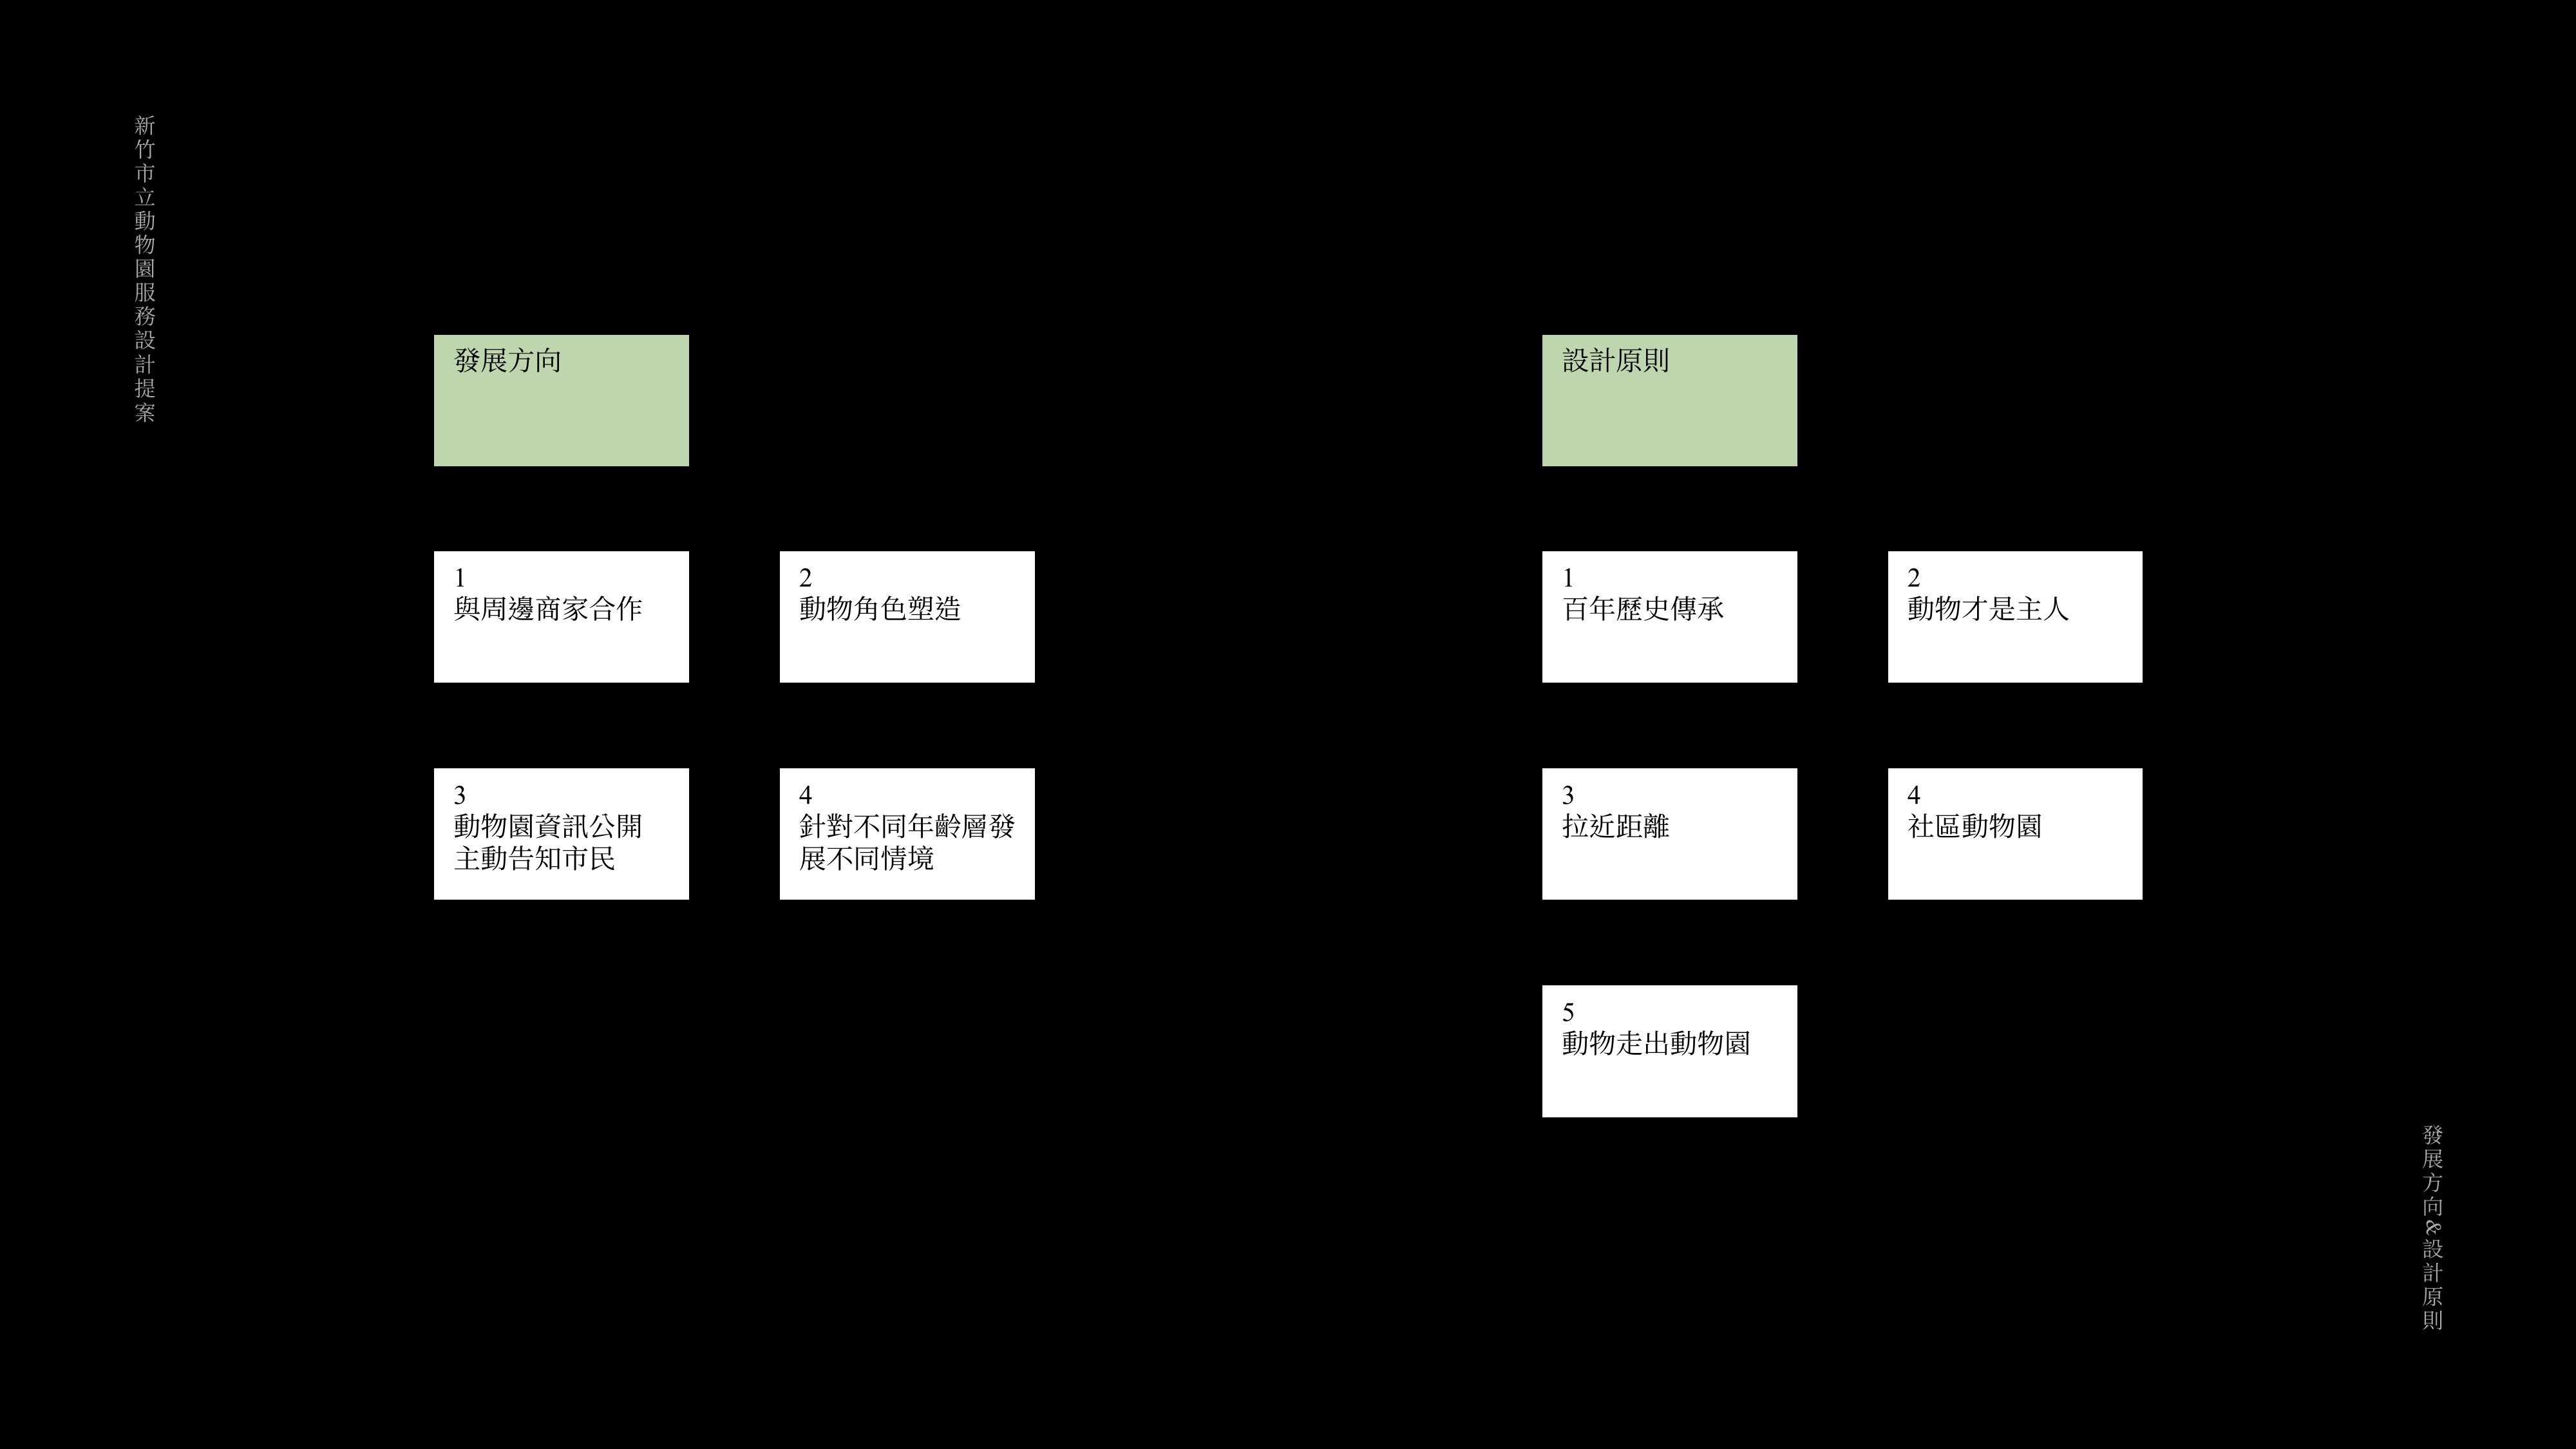 新竹市立動物園服務設計提案
發展方向
1
與周邊商家合作
2
動物角色塑造
3
動物園資訊公開
主動告知市民
4
針對不同年齡層發
展不同情境
設計原則
1
百年歷史傳承
2
動物才是主人
3
拉近距離
4
社區動物園
5
動物走出動物園
發展方向&設計原則